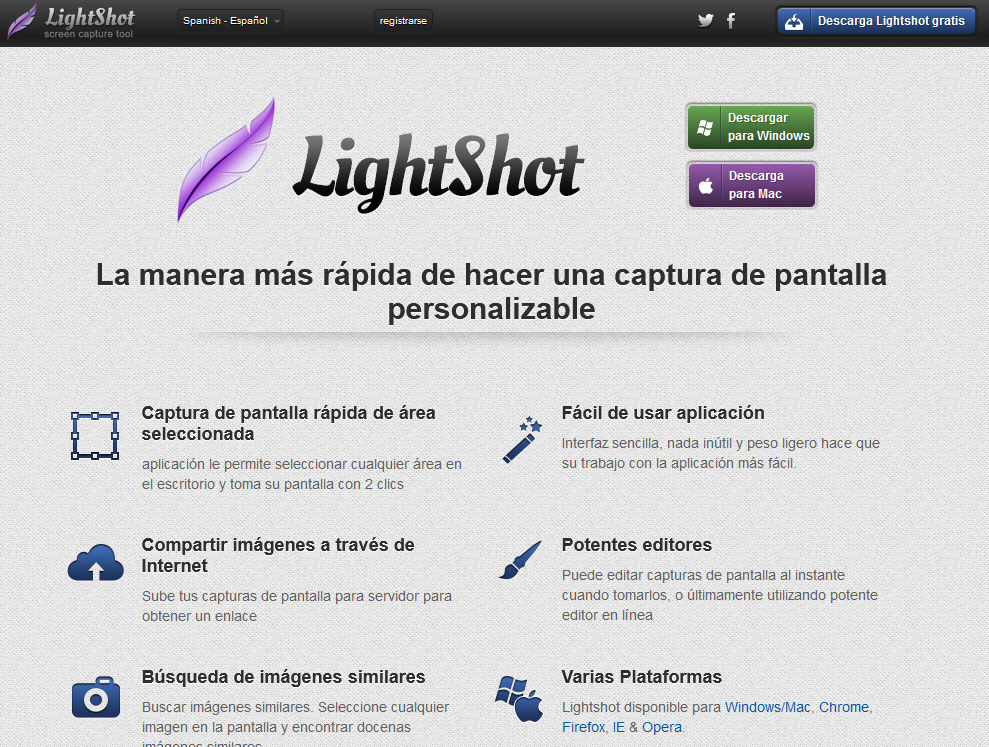 LightShot
screen capture tool
Spanish - Español
registrarse
Descarga Lightshot gratis
LightShot
Descargar
para Windows
Descarga
para Mac
La manera más rápida de hacer una captura de pantalla
personalizable
Captura de pantalla rápida de área
seleccionada
aplicación le permite seleccionar cualquier área en
el escritorio y toma su pantalla con 2 clics
Fácil de usar aplicación
Interfaz sencilla, nada inútil y peso ligero hace que
su trabajo con la aplicación más fácil.
Compartir imágenes a través de
Internet
Sube tus capturas de pantalla para servidor para
obtener un enlace
Potentes editores
Puede editar capturas de pantalla al instante
cuando tomarlos, o últimamente utilizando potente
editor en línea
Búsqueda de imágenes similares
Buscar imágenes similares. Seleccione cualquier
imagen en la pantalla y encontrar docenas
imágenes similares
Varias Plataformas
Lightshot disponible para Windows/Mac, Chrome,
Firefox, IE & Opera.